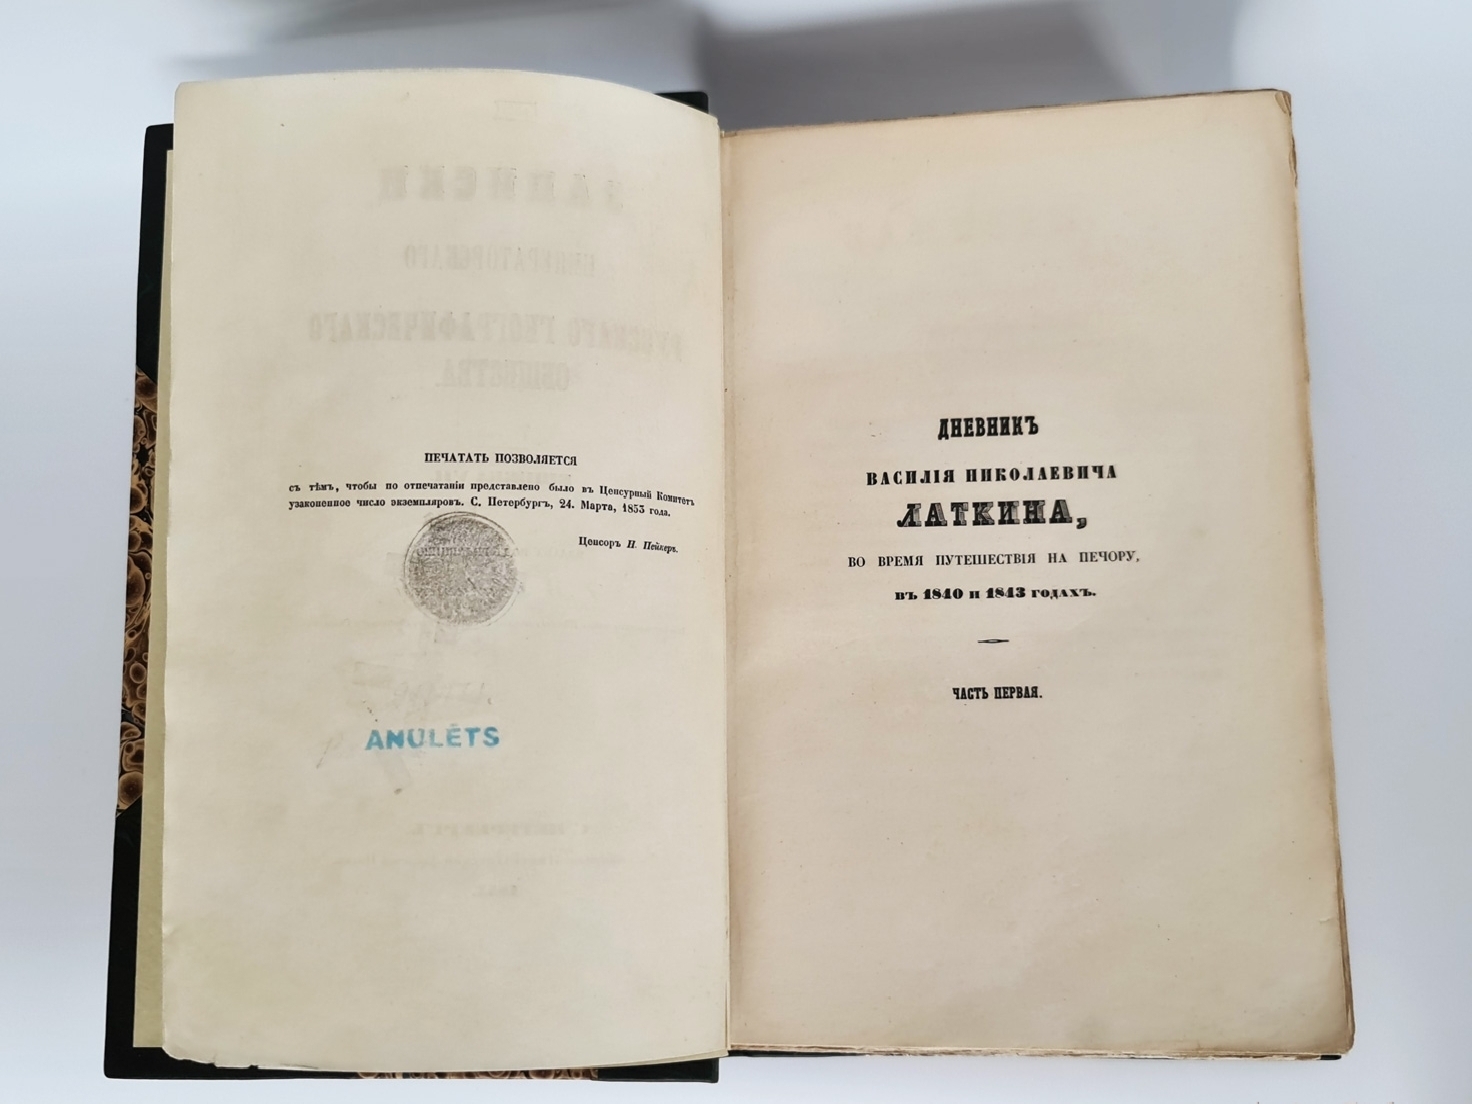 ПЕЧАТАТЬ ПОЗВОЛЯЕТСЯ
съ тѣмъ, чтобы по отпечатаніи представлено было въ Ценсурный Комитетъ
узаконенное число экземпляровъ. С. Петербургъ, 24. Марта, 1853 года.
Ценсоръ Н. Пейкеръ.
ANULĒTS
ДНЕВНИКЪ
ВАСИЛІЯ НИКОЛАЕВИЧА
ЛАТКИНА,
ВО ВРЕМЯ ПУТЕШЕСТВІЯ НА ПЕЧОРУ,
въ 1840 и 1843 годахъ.
ЧАСТЬ ПЕРВАЯ.